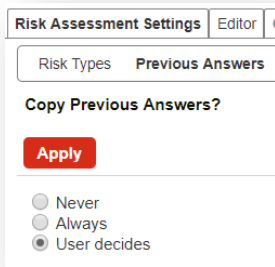 Risk Assessment Settings Editor
Risk Types Previous Answers
Copy Previous Answers?
Apply
Never
Always
User decides